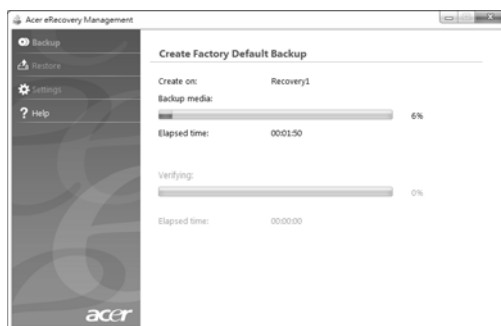 Acer eRecovery Management
Backup
Restore
Settings
? Help
Create Factory Default Backup
Create on: Recovery1
Backup media:
6%
Elapsed time: 00:01:50
Verifying:
0%
Elapsed time: 00:00:00
acer